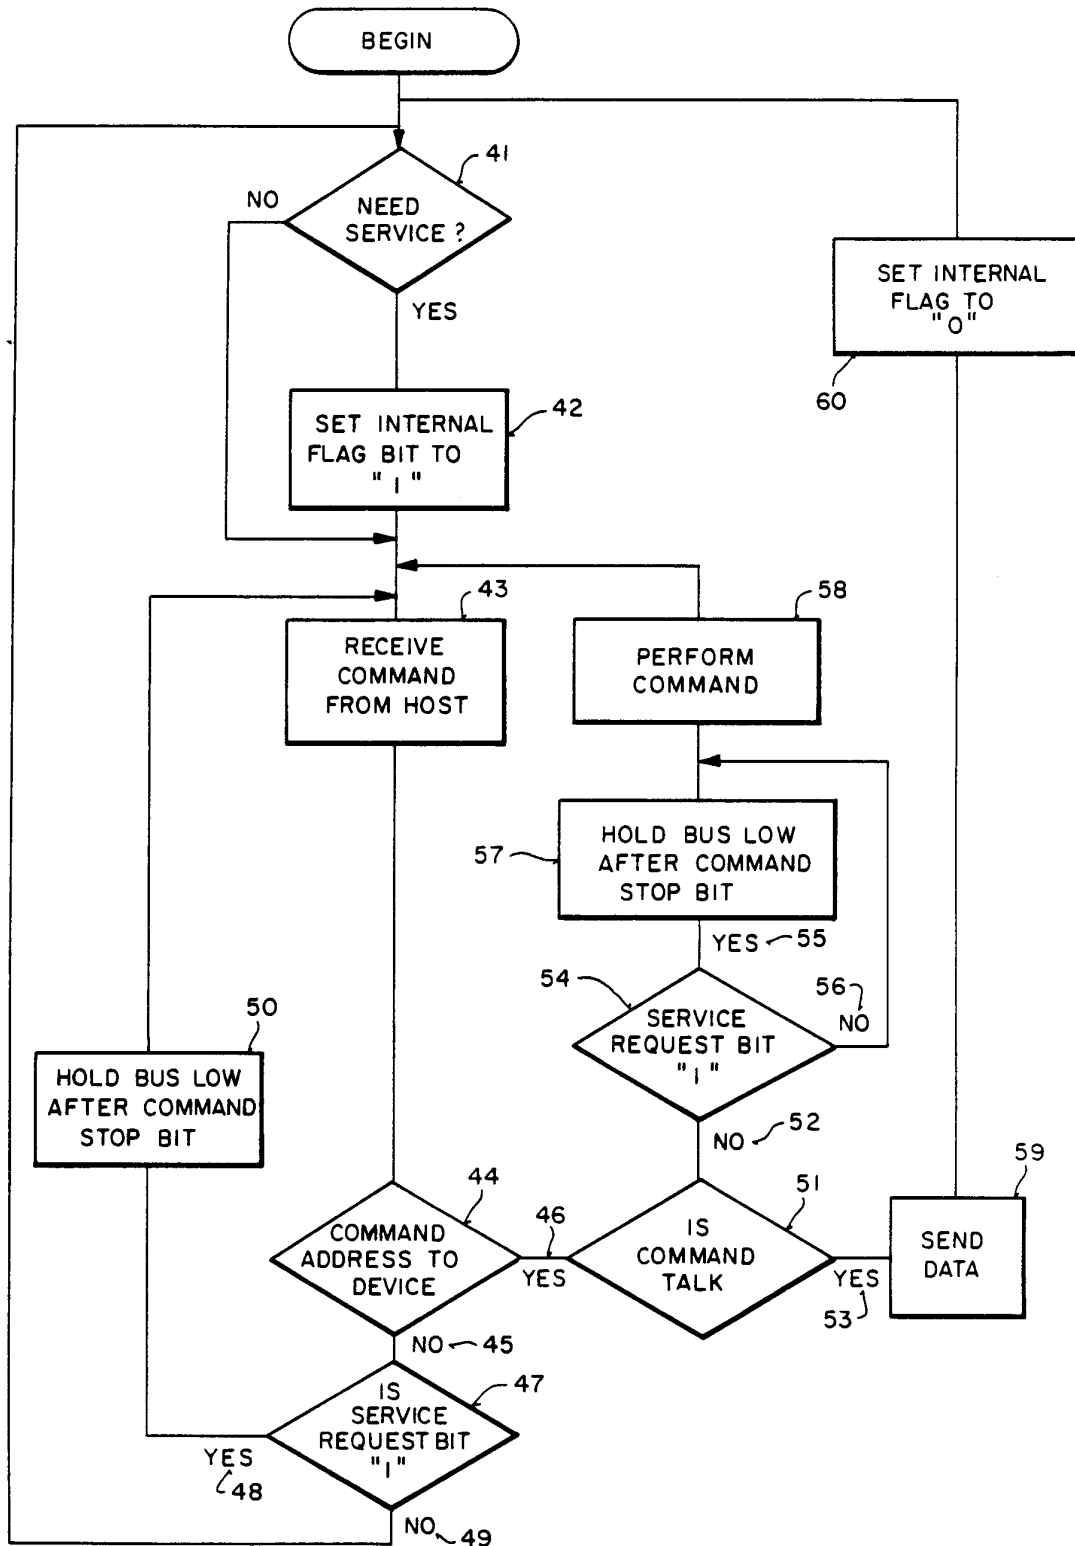 BEGIN
41
NO
NEED
SERVICE ?
YES
SET INTERNAL
FLAG TO
"0"
60
42
SET INTERNAL
FLAG BIT TO
"1"
43
RECEIVE
COMMAND
FROM HOST
58
PERFORM
COMMAND
57
HOLD BUS LOW
AFTER COMMAND
STOP BIT
YES 55
54
SERVICE
REQUEST BIT
"1"
56
NO
50
HOLD BUS LOW
AFTER COMMAND
STOP BIT
NO 52
44
COMMAND
ADDRESS TO
DEVICE
46
YES
51
IS
COMMAND
TALK
YES
53
59
SEND
DATA
NO 45
47
IS
SERVICE
REQUEST BIT
"1"
YES
48
NO 49